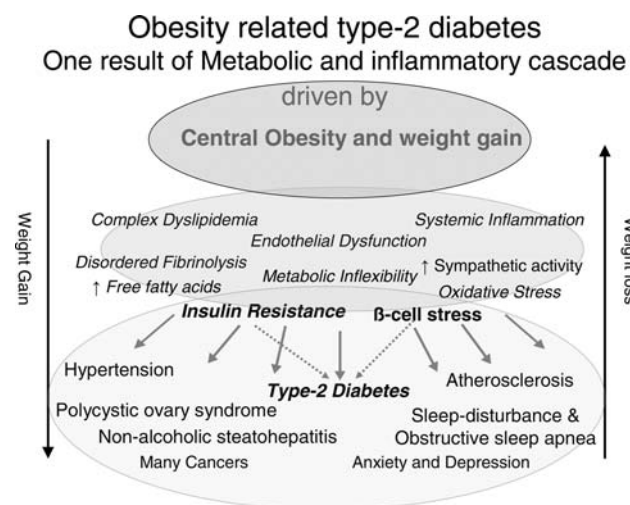 Obesity related type-2 diabetes
One result of Metabolic and inflammatory cascade
driven by
Central Obesity and weight gain
Weight Gain
Weight loss
Complex Dyslipidemia
Systemic Inflammation
Endothelial Dysfunction
Disordered Fibrinolysis
Metabolic Inflexibility
↑ Sympathetic activity
↑ Free fatty acids
Oxidative Stress
Insulin Resistance
ß-cell stress
Hypertension
Type-2 Diabetes
Atherosclerosis
Polycystic ovary syndrome
Sleep-disturbance &
Obstructive sleep apnea
Non-alcoholic steatohepatitis
Many Cancers
Anxiety and Depression